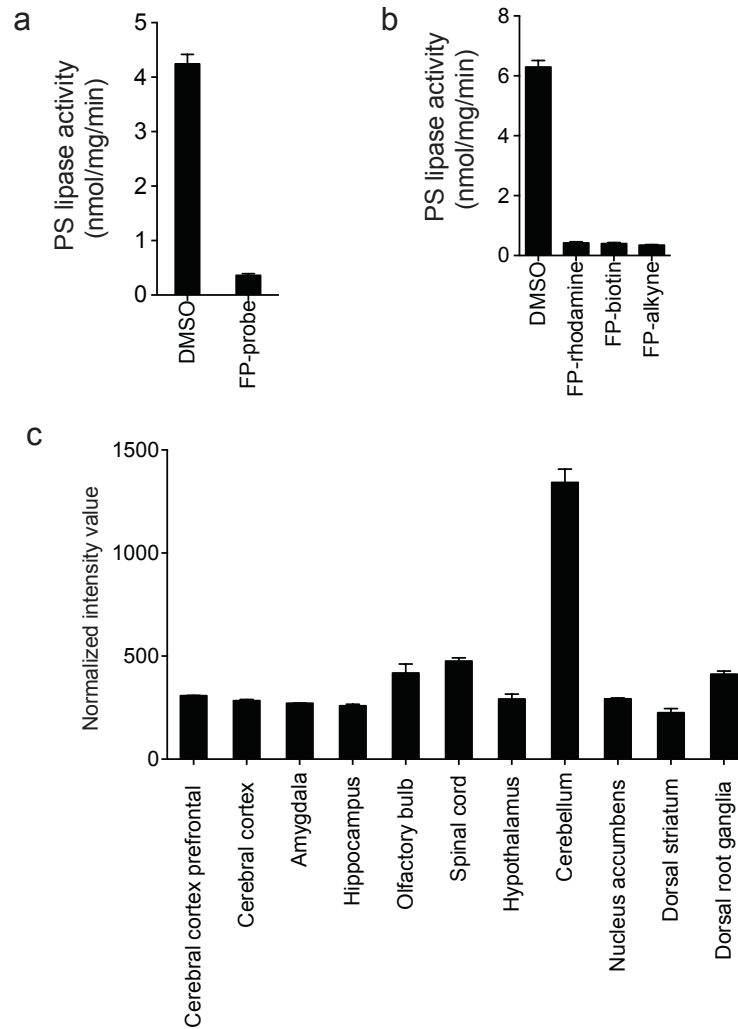 a
PS lipase activity
(nmol/mg/min)
5
4
3
2
1
0
DMSO
FP-probe
b
PS lipase activity
(nmol/mg/min)
8
6
4
2
0
DMSO
FP-rhodamine
FP-biotin
FP-alkyne
c
Normalized intensity value
1500
1000
500
0
Cerebral cortex prefrontal
Cerebral cortex
Amygdala
Hippocampus
Olfactory bulb
Spinal cord
Hypothalamus
Cerebellum
Nucleus accumbens
Dorsal striatum
Dorsal root ganglia